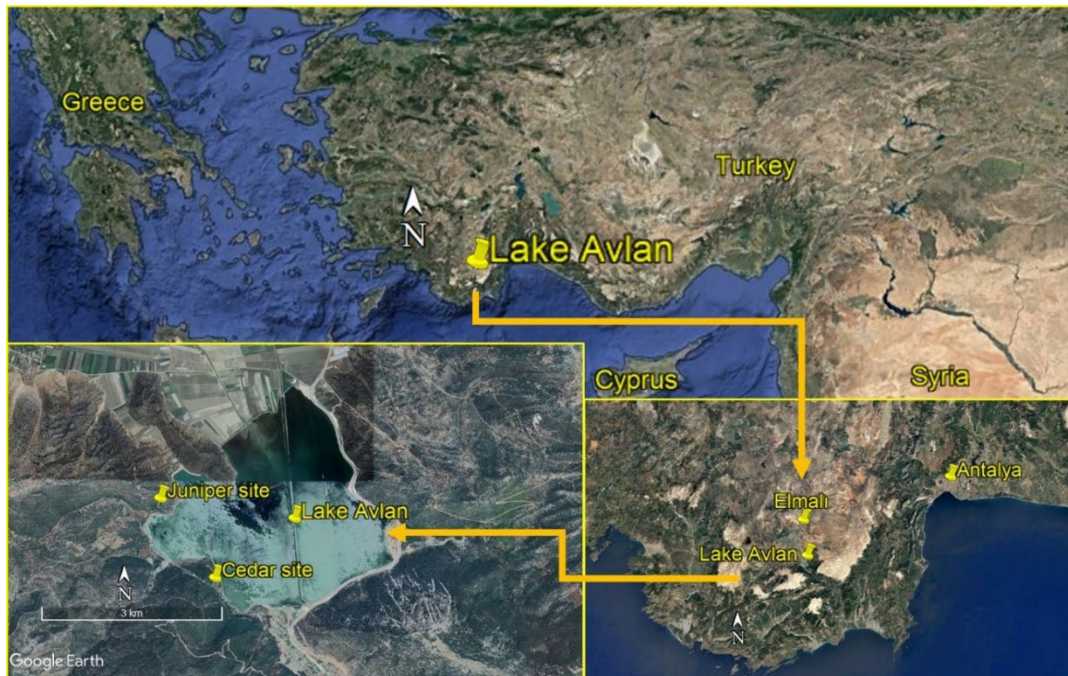 Greece
Turkey
N
Lake Avlan
Cyprus
Syria
Juniper site
Lake Avlan
Cedar site
N
3 km
Google Earth
Antalya
Elmalı
Lake Avlan
N